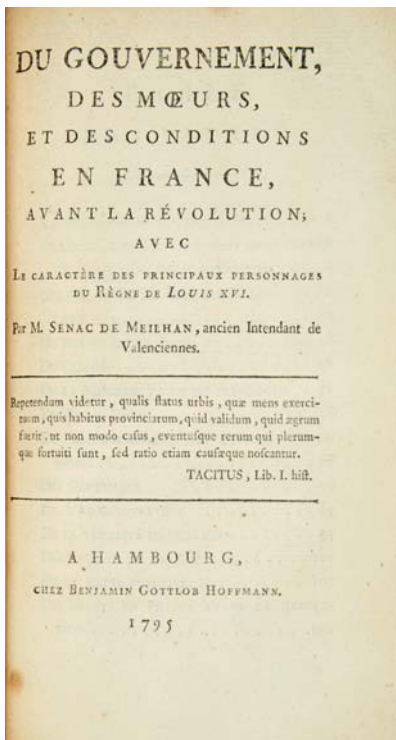 DU GOUVERNEMENT,
DES MŒURS,
ET DES CONDITIONS
EN FRANCE,
AVANT LA RÉVOLUTION;
AVEC
LE CARACTÈRE DES PRINCIPAUX PERSONNAGES
DU RÈGNE DE LOUIS XVI.
Par M. SENAC DE MEILHAN, ancien Intendant de
Valenciennes.
Repetendum videtur, qualis ſtatus urbis, quæ mens exerci-
tuum, quis habitus provinciarum, quid validum, quid ægrum
fuerit, ut non modo caſus, eventuſque rerum qui plerum-
que fortuiti ſunt, ſed ratio etiam cauſæque noſcantur.
TACITUS, Lib. I. hiſt.
A HAMBOURG,
CHEZ BENJAMIN GOTTLOB HOFFMANN.
1795